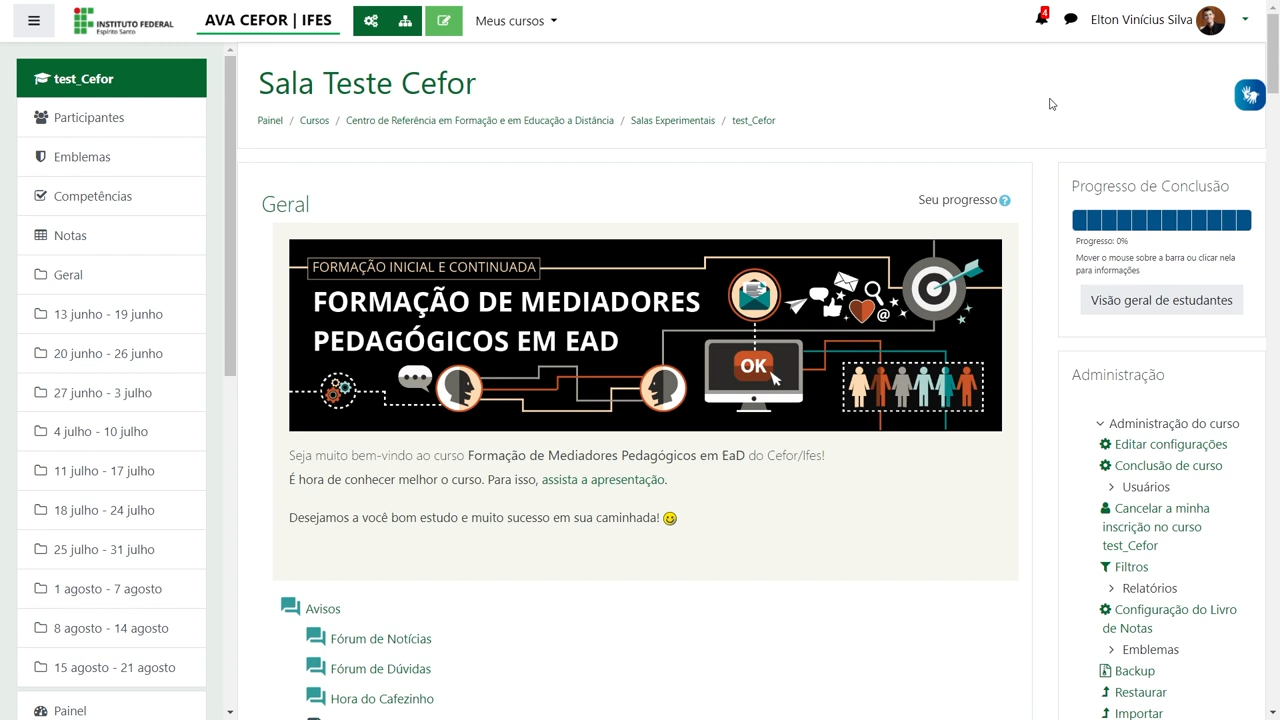 INSTITUTO FEDERAL
Espírito Santo
AVA CEFOR | IFES
Meus cursos
4
Elton Vinícius Silva
test_Cefor
Participantes
Emblemas
Competências
Notas
Geral
13 junho - 19 junho
20 junho - 26 junho
27 junho - 3 julho
4 julho - 10 julho
11 julho - 17 julho
18 julho - 24 julho
25 julho - 31 julho
1 agosto - 7 agosto
8 agosto - 14 agosto
15 agosto - 21 agosto
Painel
Sala Teste Cefor
Painel / Cursos / Centro de Referência em Formação e em Educação a Distância / Salas Experimentais / test_Cefor
Geral
Seu progresso
FORMAÇÃO INICIAL E CONTINUADA
FORMAÇÃO DE MEDIADORES
PEDAGÓGICOS EM EAD
@
OK
Seja muito bem-vindo ao curso Formação de Mediadores Pedagógicos em EaD do Cefor/Ifes!
É hora de conhecer melhor o curso. Para isso, assista a apresentação.
Desejamos a você bom estudo e muito sucesso em sua caminhada!
Avisos
Fórum de Notícias
Fórum de Dúvidas
Hora do Cafezinho
Progresso de Conclusão
Progresso: 0%
Mover o mouse sobre a barra ou clicar nela
para informações
Visão geral de estudantes
Administração
Administração do curso
Editar configurações
Conclusão de curso
Usuários
Cancelar a minha
inscrição no curso
test_Cefor
Filtros
Relatórios
Configuração do Livro
de Notas
Emblemas
Backup
Restaurar
Importar